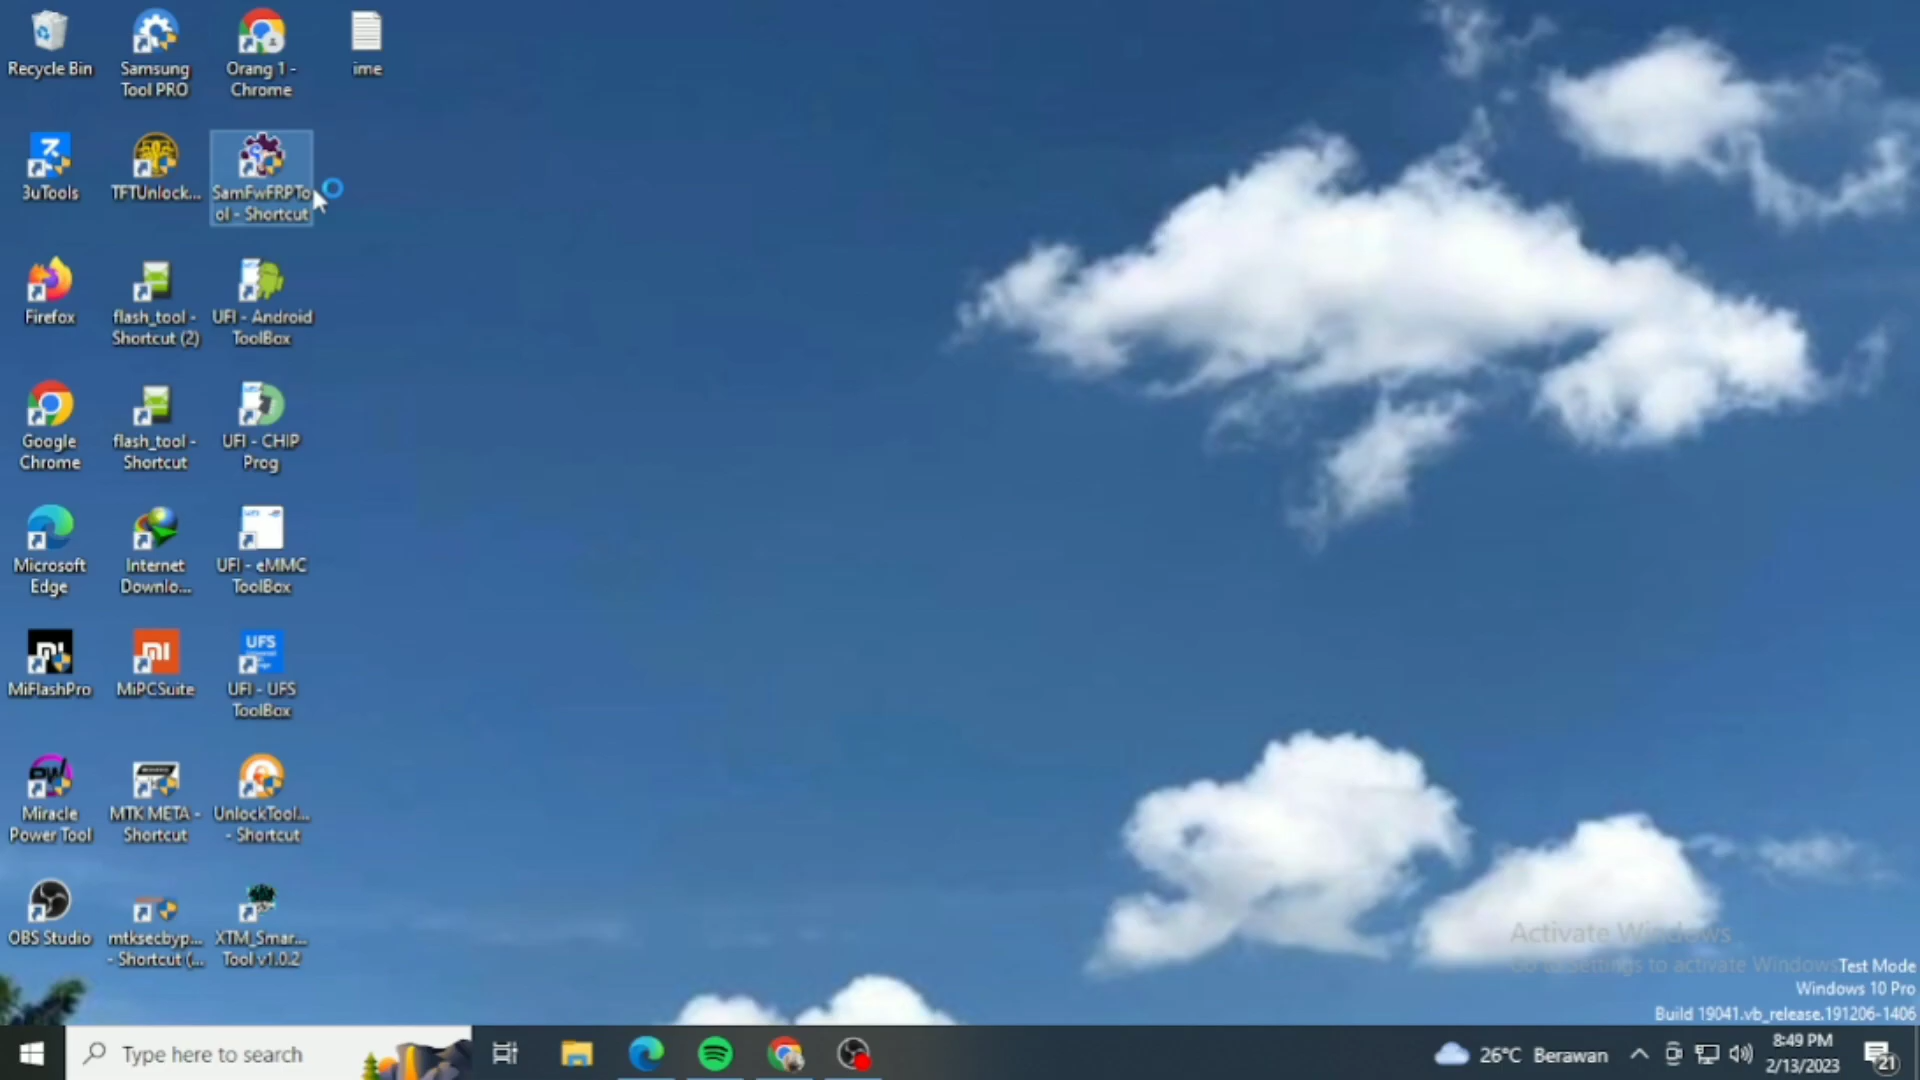 Recycle Bin
Samsung
Tool PRO
Orang 1 -
Chrome
ime
3uTools
TFTUnlock...
SamFwFRPTo
ol - Shortcut
Firefox
flash_tool -
Shortcut (2)
UFI - Android
ToolBox
Google
Chrome
flash_tool -
Shortcut
UFI - CHIP
Prog
Microsoft
Edge
Internet
Downlo...
UFI - eMMC
ToolBox
MiFlashPro
MiPCSuite
UFS
UFI - UFS
ToolBox
Miracle
Power Tool
MTK META -
Shortcut
UnlockTool...
- Shortcut
OBS Studio
mtksecbyp...
- Shortcut (...
XTM_Smar...
Tool v1.0.2
Activate Windows
Go to Settings to activate Windows
Test Mode
Windows 10 Pro
Build 19041.vb_release.191206-1406
Type here to search
26°C Berawan
8:49 PM
2/13/2023
21